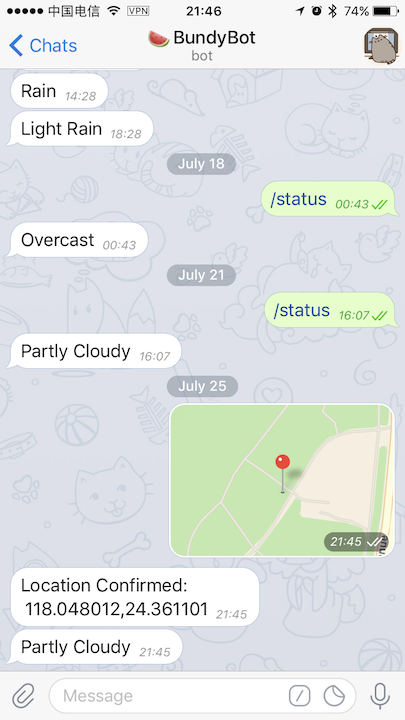 中国电信 VPN 21:46 74%
Chats 🍉 BundyBot
bot
Rain 14:28
Light Rain 18:28
July 18
/status 00:43
Overcast 00:43
July 21
/status 16:07
Partly Cloudy 16:07
July 25
21:45
Location Confirmed:
118.048012,24.361101 21:45
Partly Cloudy 21:45
Message